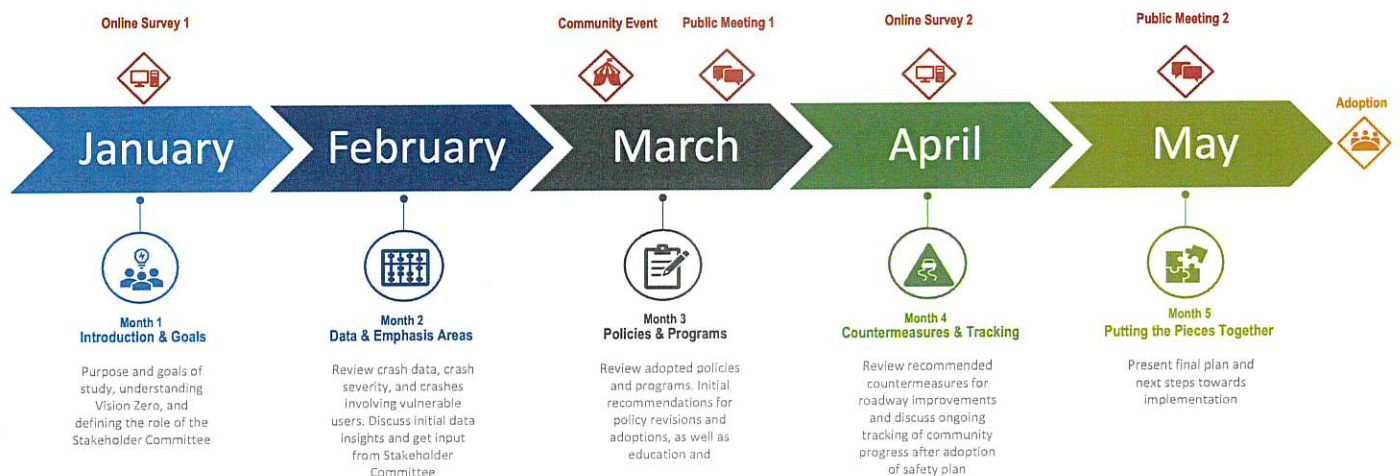 Online Survey 1
Community Event
Public Meeting 1
Online Survey 2
Public Meeting 2
Adoption
January
February
March
April
May
Month 1
Introduction & Goals
Purpose and goals of
study, understanding
Vision Zero, and
defining the role of the
Stakeholder Committee
Month 2
Data & Emphasis Areas
Review crash data, crash
severity, and crashes
involving vulnerable
users. Discuss initial data
insights and get input
from Stakeholder
Committee
Month 3
Policies & Programs
Review adopted policies
and programs. Initial
recommendations for
policy revisions and
adoptions, as well as
education and
Month 4
Countermeasures & Tracking
Review recommended
countermeasures for
roadway improvements
and discuss ongoing
tracking of community
progress after adoption
of safety plan
Month 5
Putting the Pieces Together
Present final plan and
next steps towards
implementation